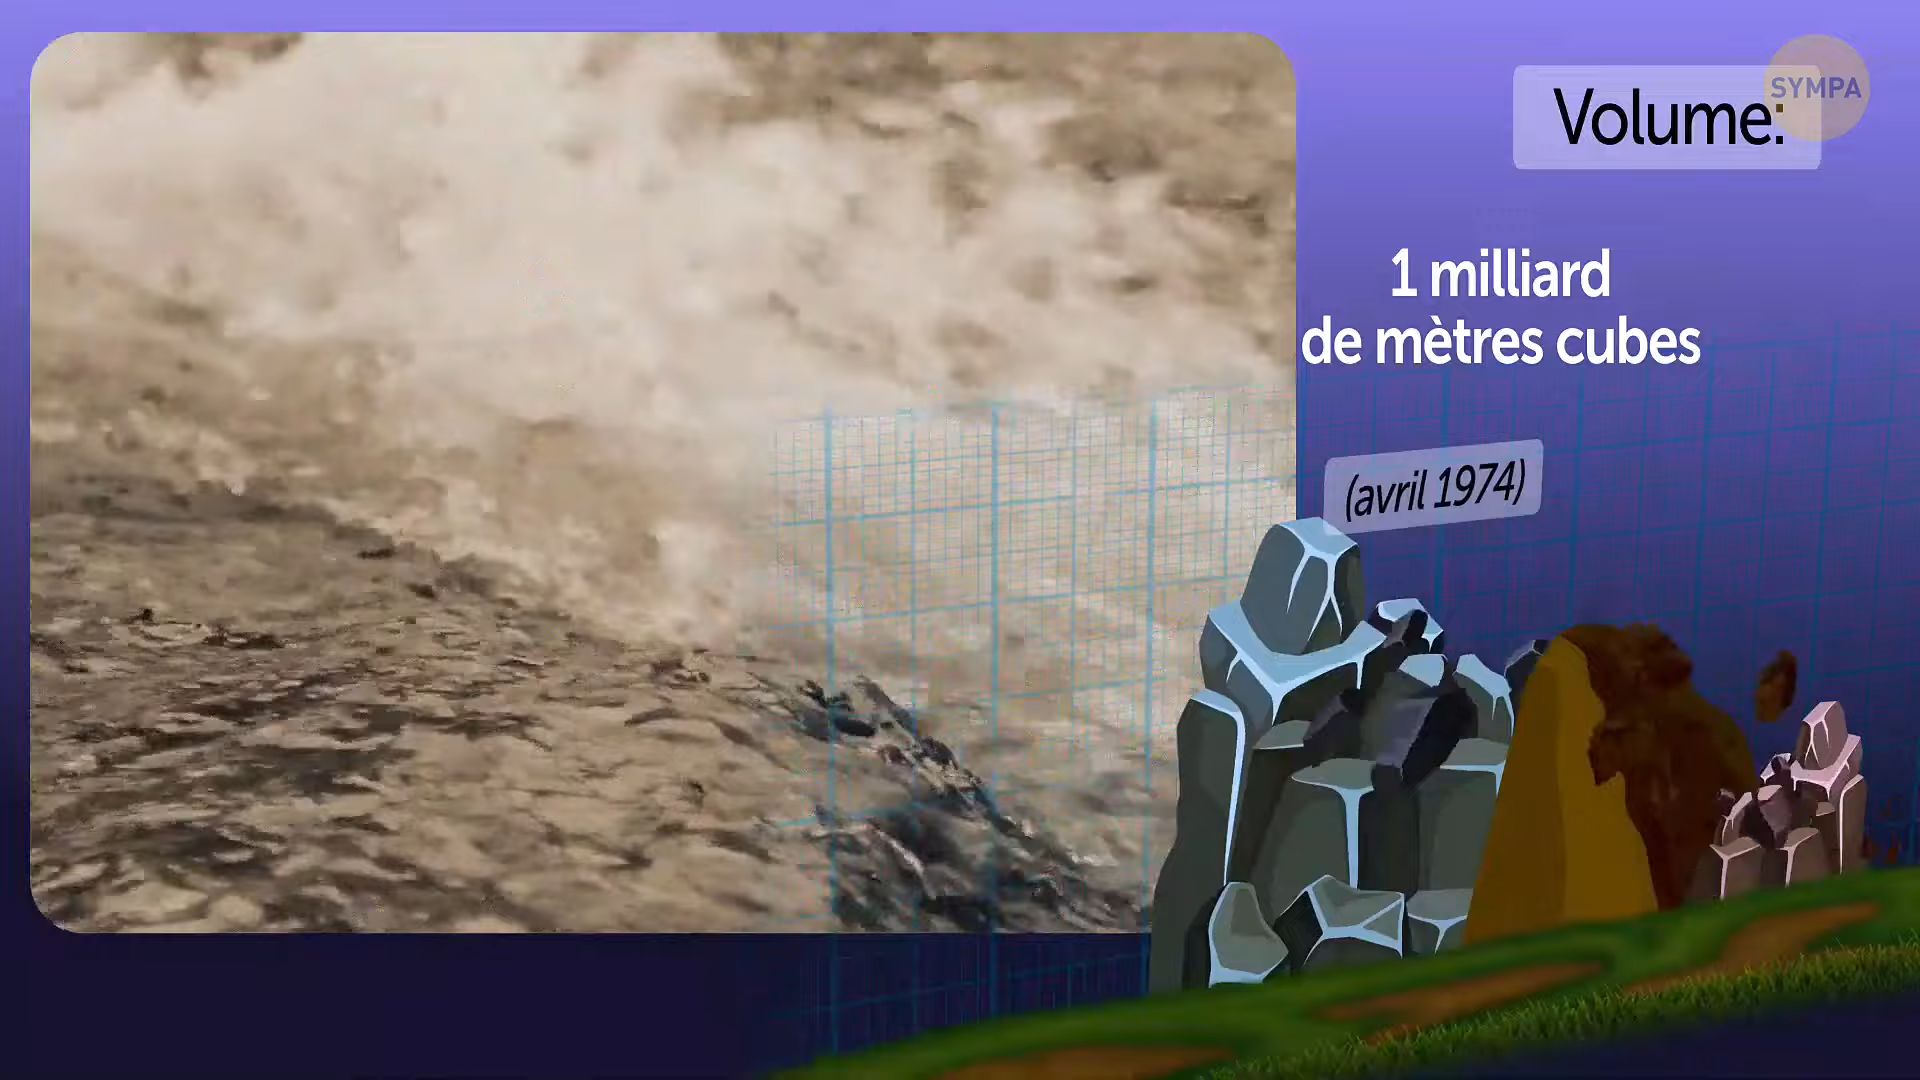 SYMPA
Volume:
1 milliard
de mètres cubes
(avril 1974)